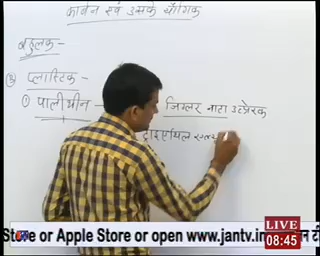 कार्बन एवं उसके यौगिक
बहुलक-
प्लास्टिक -
① पालीथीन
जिग्लर नाटा उत्प्रेरक
ट्राइएथिल
LIVE
08:45
Store or Apple Store or open www.jantv.in